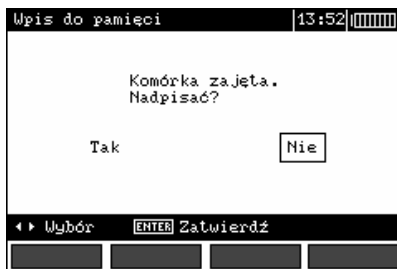 Wpis do pamięci 13:52
Komórka zajęta.
Nadpisać?
Tak Nie
Wybór ENTER Zatwierdź